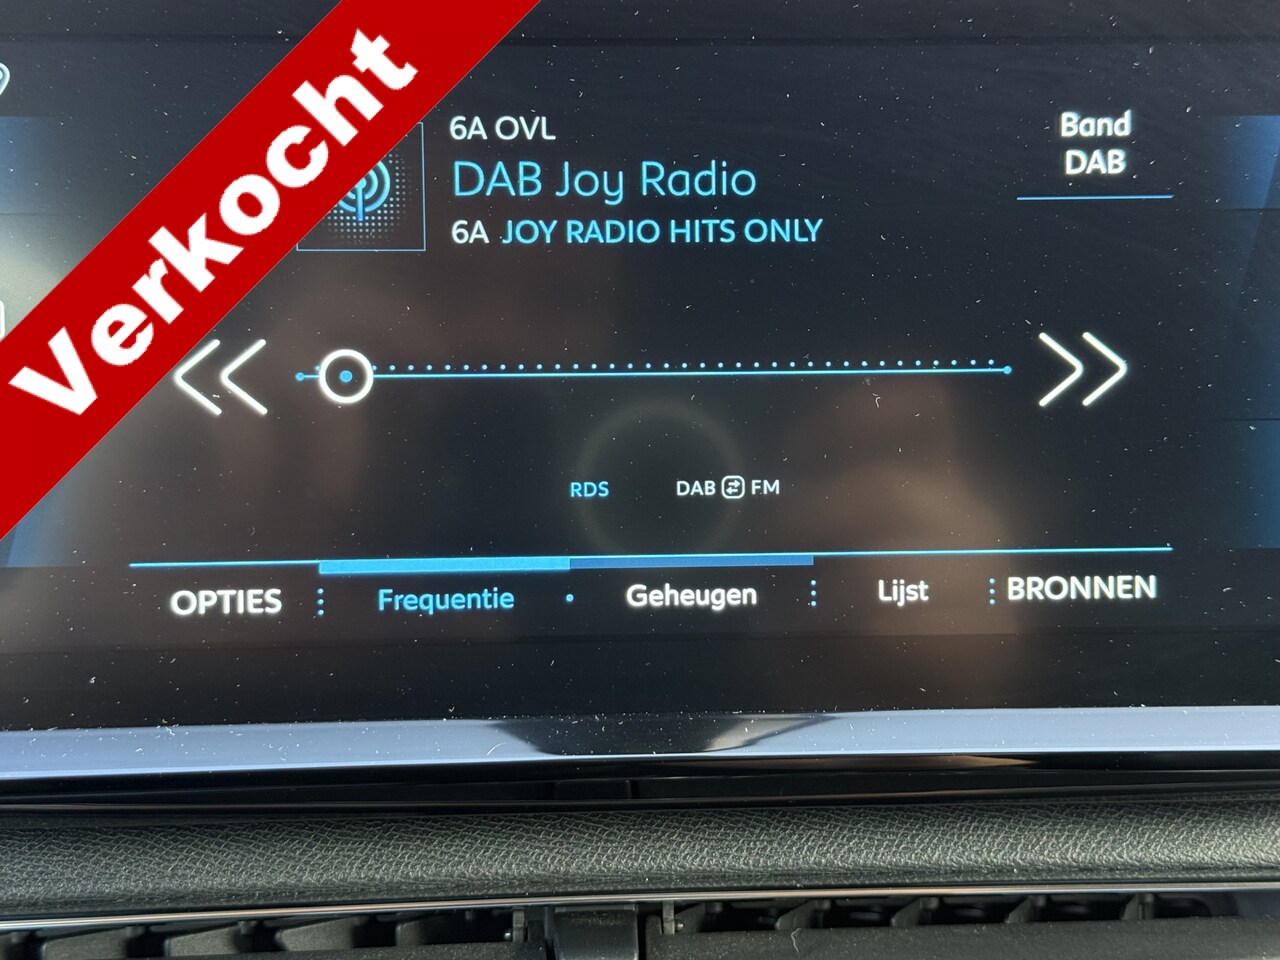 Verkocht
6A OVL
DAB Joy Radio
6A JOY RADIO HITS ONLY
Band
DAB
RDS
DAB FM
OPTIES
Frequentie
Geheugen
Lijst
BRONNEN